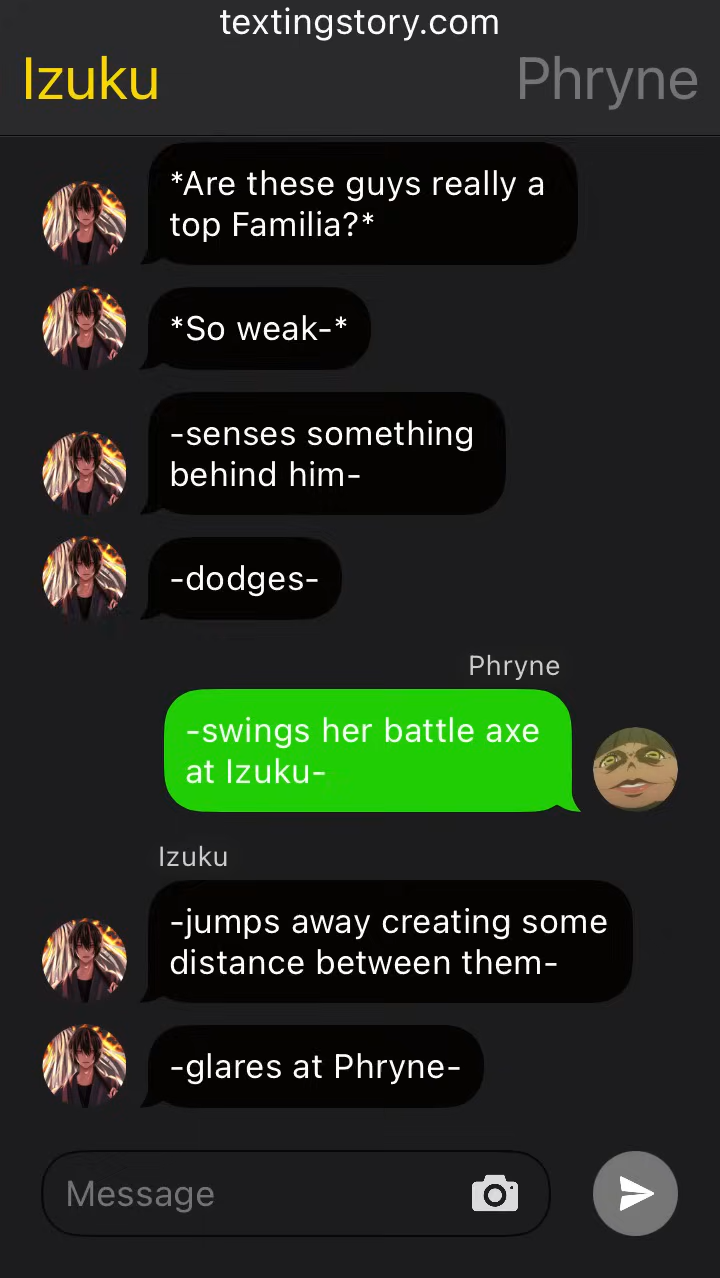 textingstory.com
Izuku
Phryne
*Are these guys really a
top Familia?*
*So weak-*
-senses something
behind him-
-dodges-
Phryne
-swings her battle axe
at Izuku-
Izuku
-jumps away creating some
distance between them-
-glares at Phryne-
Message